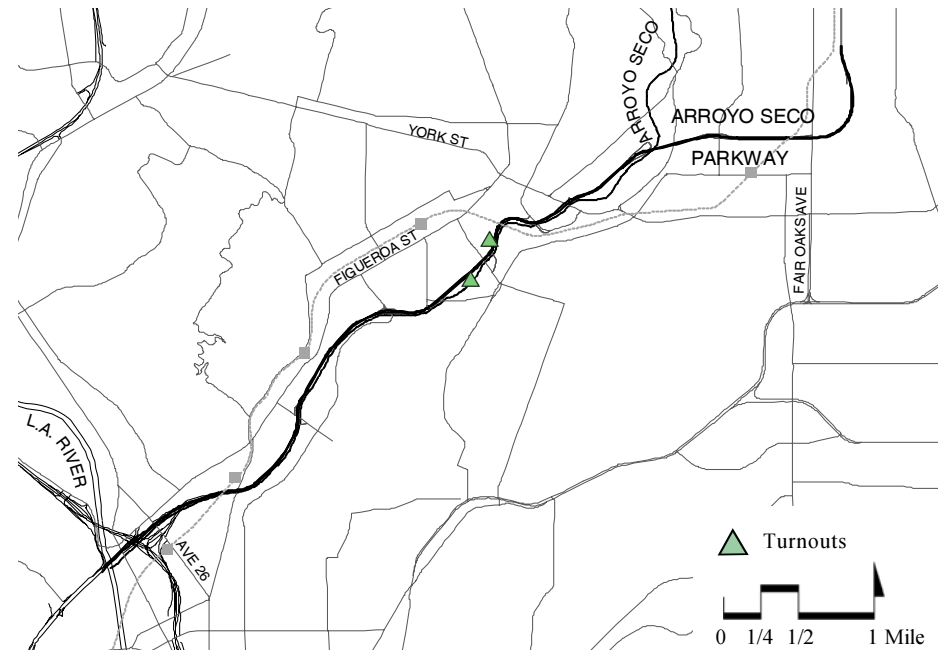 ARROYO SECO
ARROYO SECO
PARKWAY
YORK ST
FAIR OAKS AVE
FIGUEROA ST
L.A. RIVER
AVE 26
Turnouts
0 1/4 1/2 1 Mile